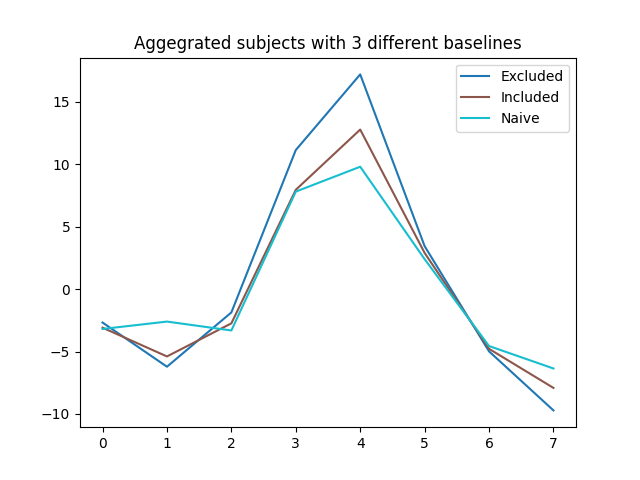 Aggegrated subjects with 3 different baselines
Excluded
Included
Naive
15
10
5
0
−5
−10
0 1 2 3 4 5 6 7